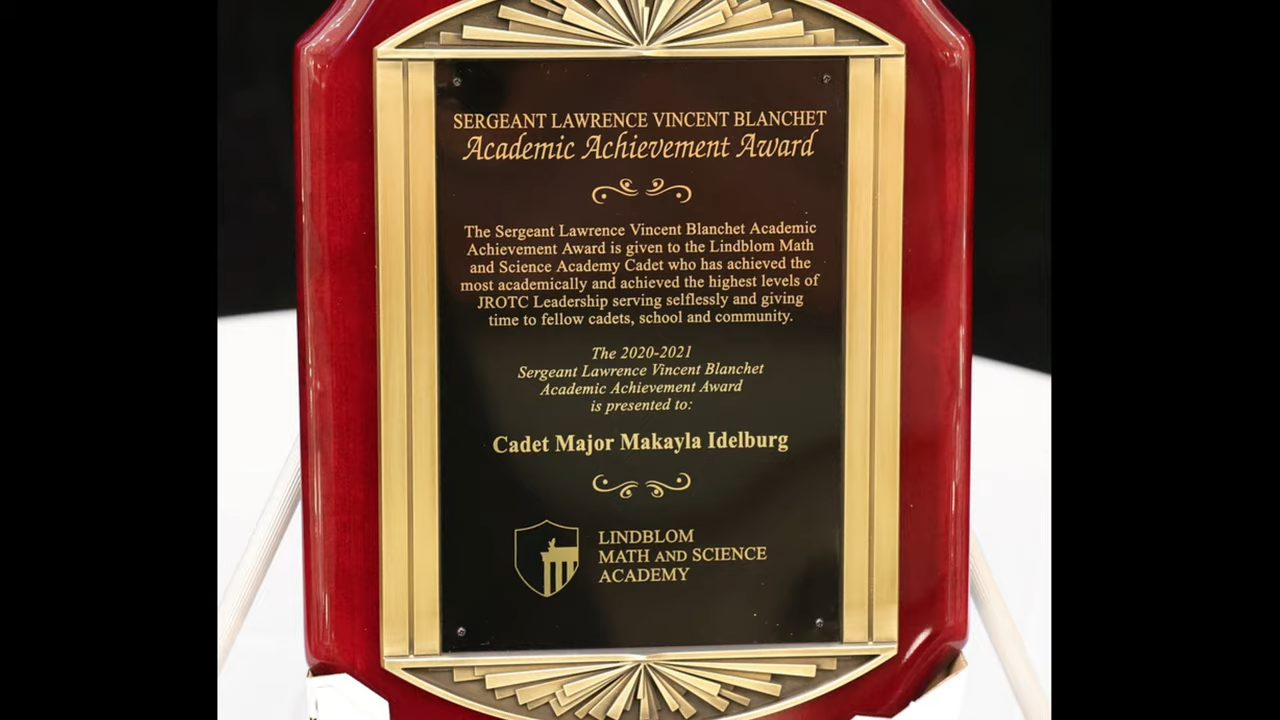 SERGEANT LAWRENCE VINCENT BLANCHET
Academic Achievement Award
The Sergeant Lawrence Vincent Blanchet Academic
Achievement Award is given to the Lindblom Math
and Science Academy Cadet who has achieved the
most academically and achieved the highest levels of
JROTC Leadership serving selflessly and giving
time to fellow cadets, school and community.
The 2020-2021
Sergeant Lawrence Vincent Blanchet
Academic Achievement Award
is presented to:
Cadet Major Makayla Idelburg
LINDBLOM
MATH AND SCIENCE
ACADEMY